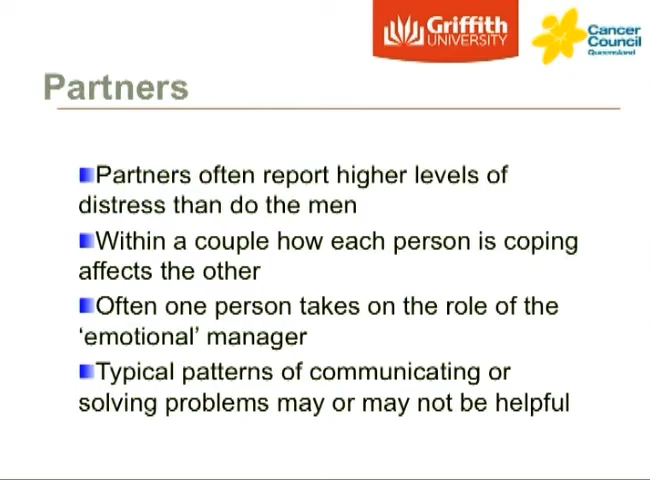 Griffith
UNIVERSITY
Cancer
Council
Queensland
Partners
Partners often report higher levels of
distress than do the men
Within a couple how each person is coping
affects the other
Often one person takes on the role of the
‘emotional’ manager
Typical patterns of communicating or
solving problems may or may not be helpful